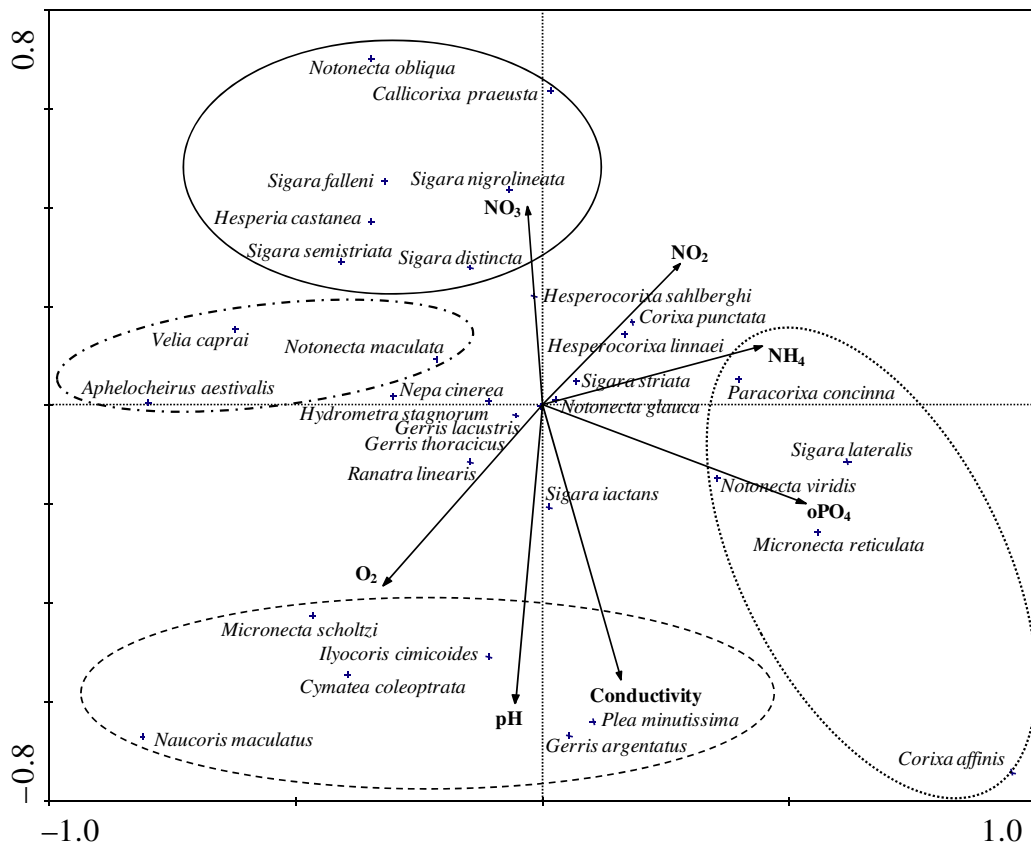 0.8
Notonecta obliqua
Callicorixa praeusta
Sigara falleni
Sigara nigrolineata
NO3
Hesperia castanea
Sigara semistriata
Sigara distincta
NO2
Hesperocorixa sahlberghi
Corixa punctata
Velia caprai
Notonecta maculata
Hesperocorixa linnaei
NH4
Aphelocheirus aestivalis
Nepa cinerea
Sigara striata
Paracorixa concinna
Hydrometra stagnorum
Notonecta glauca
Gerris lacustris
Gerris thoracicus
Sigara lateralis
Ranatra linearis
Notonecta viridis
Sigara iactans
oPO4
Micronecta reticulata
O2
Micronecta scholtzi
Ilyocoris cimicoides
Cymatea coleoptrata
Conductivity
pH
Plea minutissima
Naucoris maculatus
Gerris argentatus
Corixa affinis
–0.8
–1.0
1.0